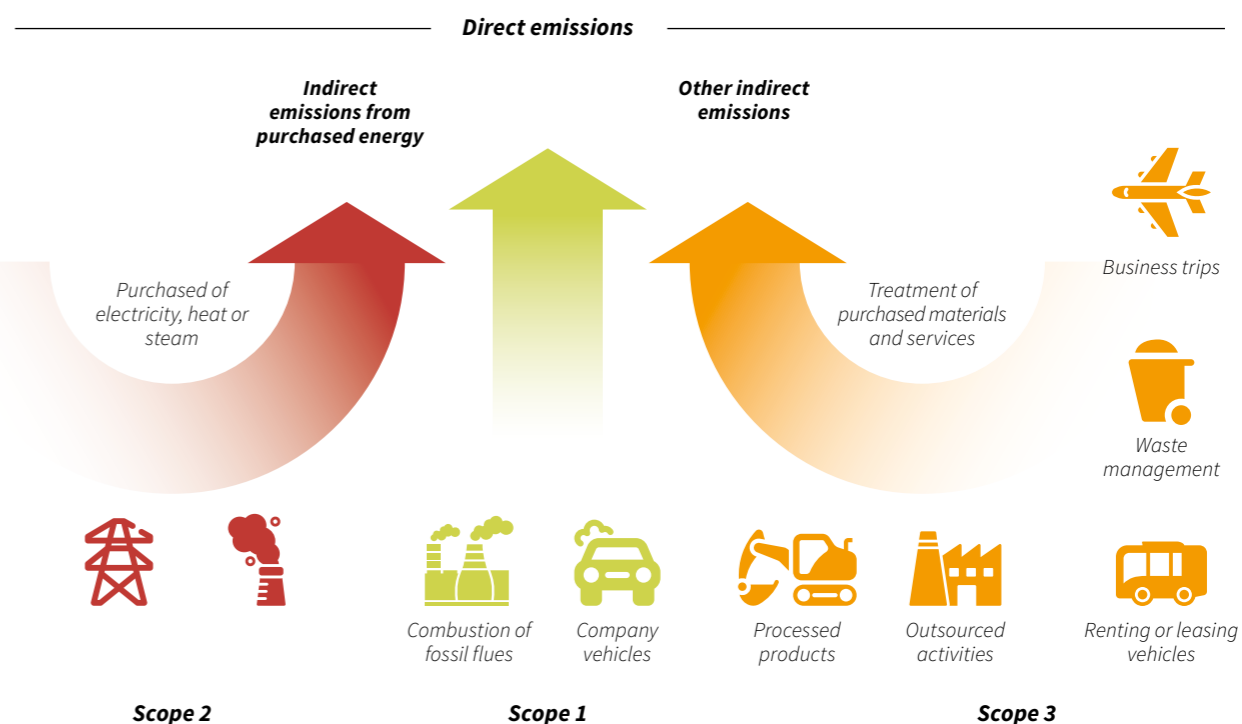 Direct emissions
Indirect
emissions from
purchased energy
Other indirect
emissions
Purchased of
electricity, heat or
steam
Treatment of
purchased materials
and services
Business trips
Waste
management
Combustion of
fossil flues
Company
vehicles
Processed
products
Outsourced
activities
Renting or leasing
vehicles
Scope 2
Scope 1
Scope 3